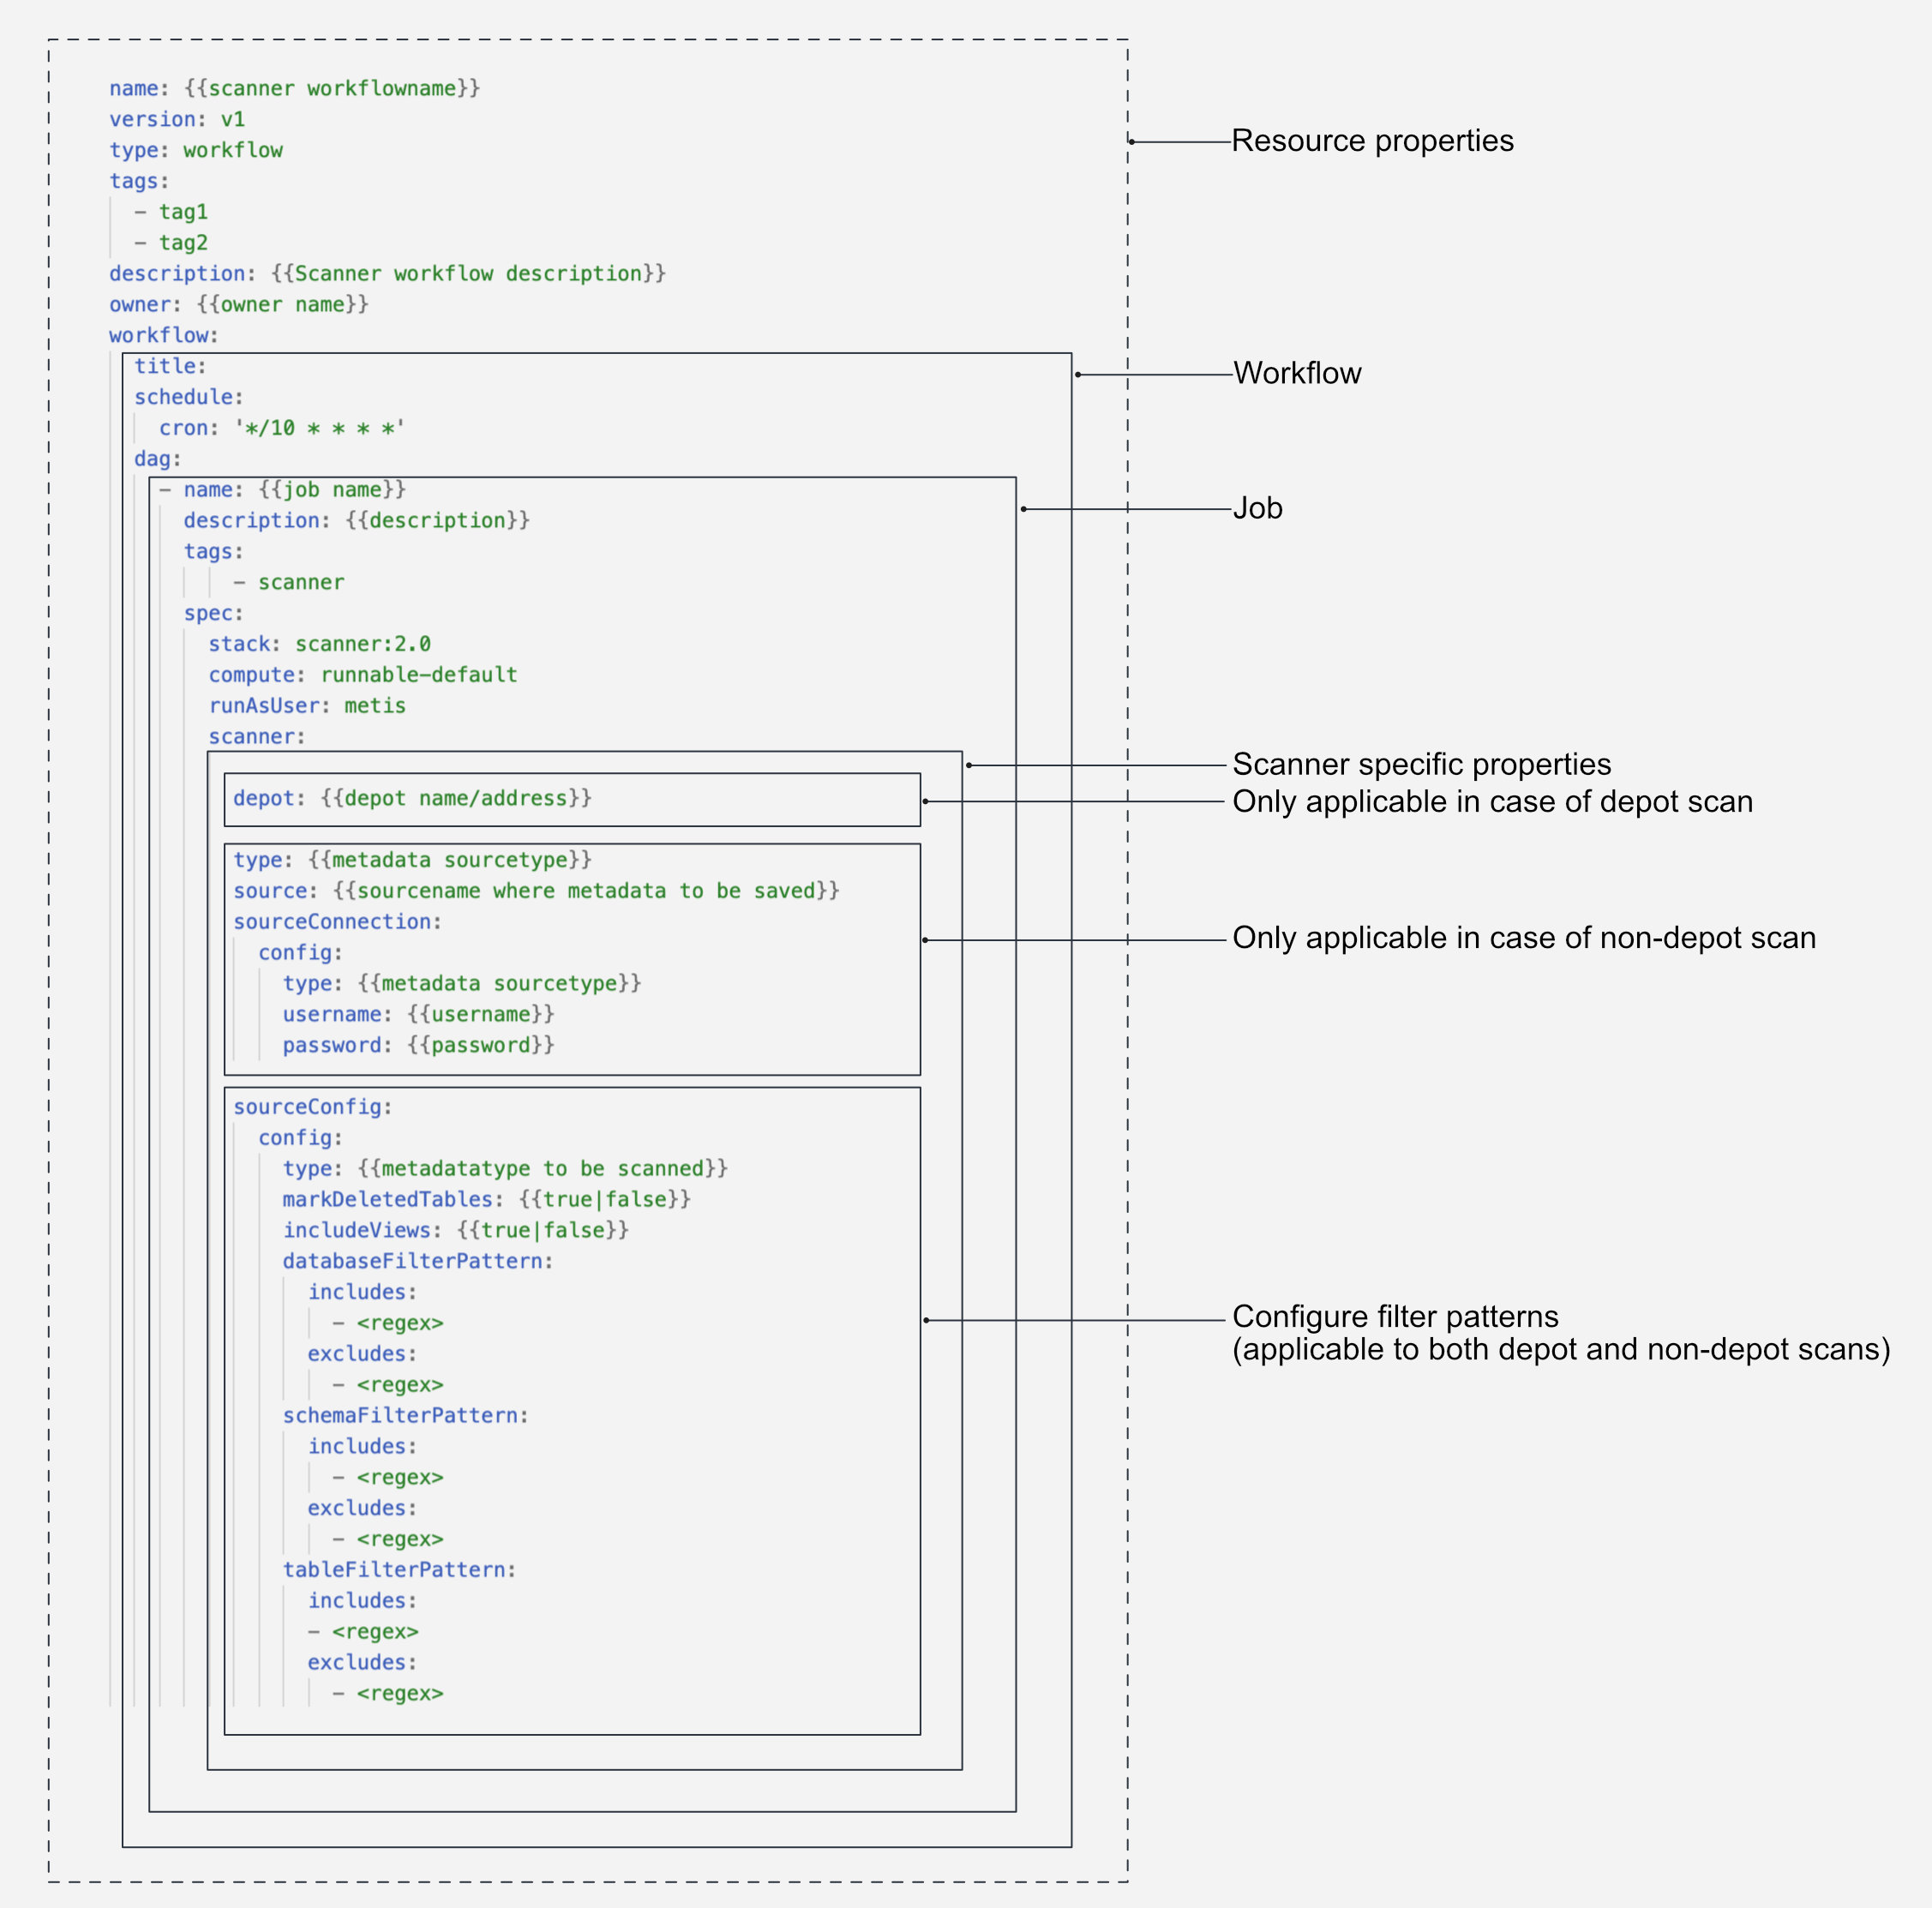 name: {{scanner workflowname}}
version: v1
type: workflow
tags:
  - tag1
  - tag2
description: {{Scanner workflow description}}
owner: {{owner name}}
workflow:
  title:
  schedule:
    cron: '*/10 * * * *'
  dag:
    - name: {{job name}}
      description: {{description}}
      tags:
          - scanner
      spec:
        stack: scanner:2.0
        compute: runnable-default
        runAsUser: metis
        scanner:
          depot: {{depot name/address}}

          type: {{metadata sourcetype}}
          source: {{sourcename where metadata to be saved}}
          sourceConnection:
            config:
              type: {{metadata sourcetype}}
              username: {{username}}
              password: {{password}}

          sourceConfig:
            config:
              type: {{metadatatype to be scanned}}
              markDeletedTables: {{true|false}}
              includeViews: {{true|false}}
              databaseFilterPattern:
                includes:
                  - <regex>
                excludes:
                  - <regex>
              schemaFilterPattern:
                includes:
                  - <regex>
                excludes:
                  - <regex>
              tableFilterPattern:
                includes:
                - <regex>
                excludes:
                  - <regex>
Resource properties
Workflow
Job
Scanner specific properties
Only applicable in case of depot scan
Only applicable in case of non-depot scan
Configure filter patterns
(applicable to both depot and non-depot scans)